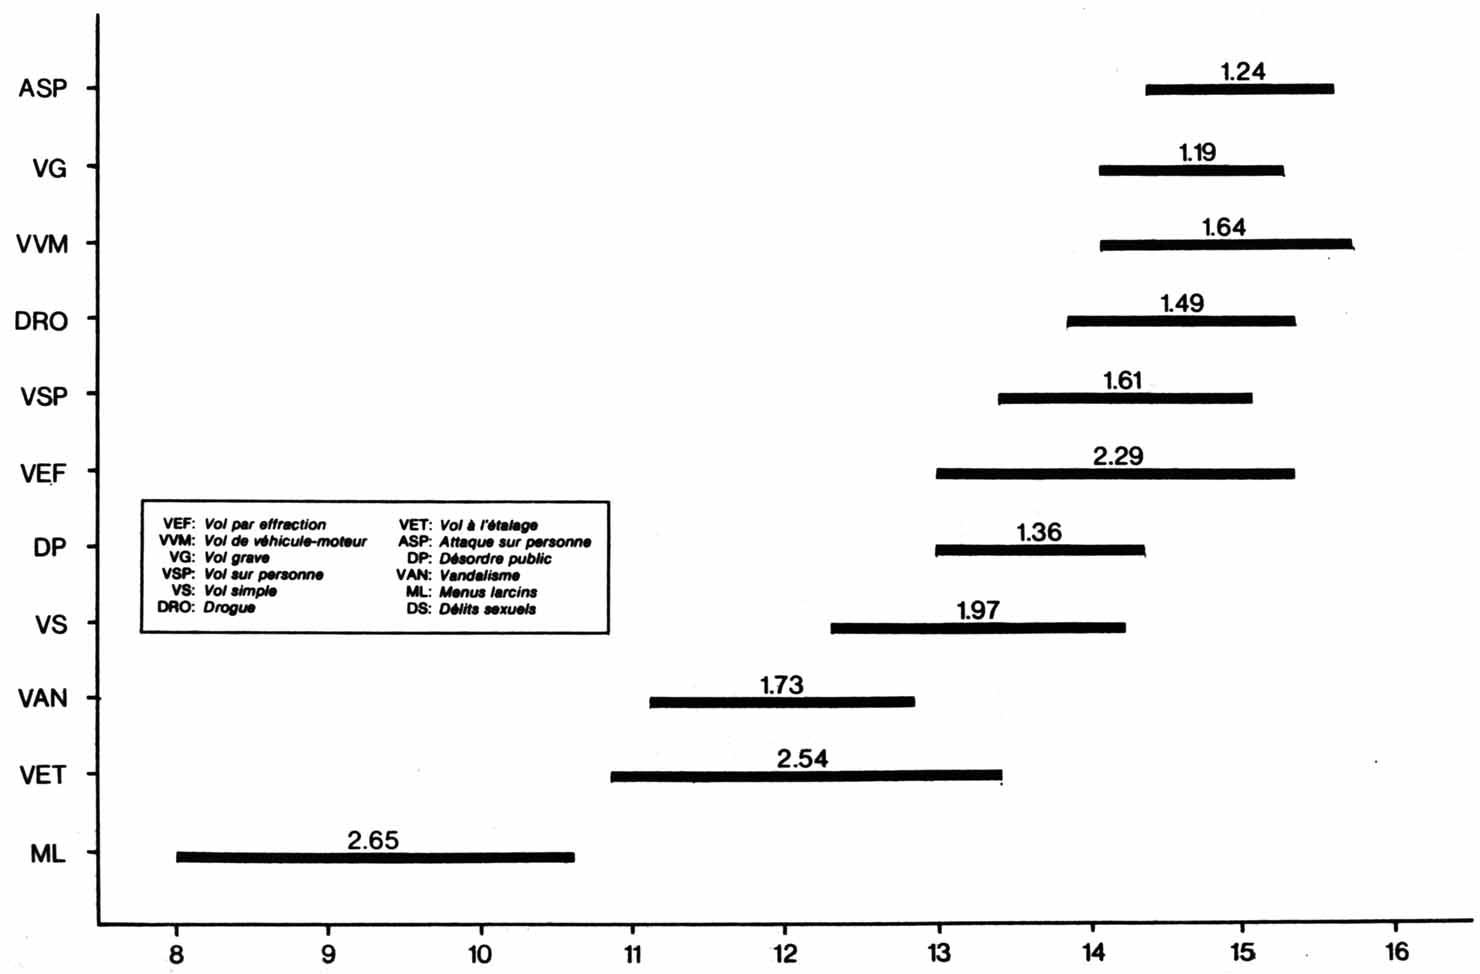 1.24
ASP
1.19
VG
1.64
VVM
1.49
DRO
1.61
VSP
2.29
VEF
VEF: Vol par effraction
VVM: Vol de véhicule-moteur
VG: Vol grave
VSP: Vol sur personne
VS: Vol simple
DRO: Drogue
VET: Vol à l'étalage
ASP: Attaque sur personne
DP: Désordre public
VAN: Vandalisme
ML: Menus larcins
DS: Délits sexuels
1.36
DP
1.97
VS
1.73
VAN
2.54
VET
2.65
ML
8 9 10 11 12 13 14 15 16